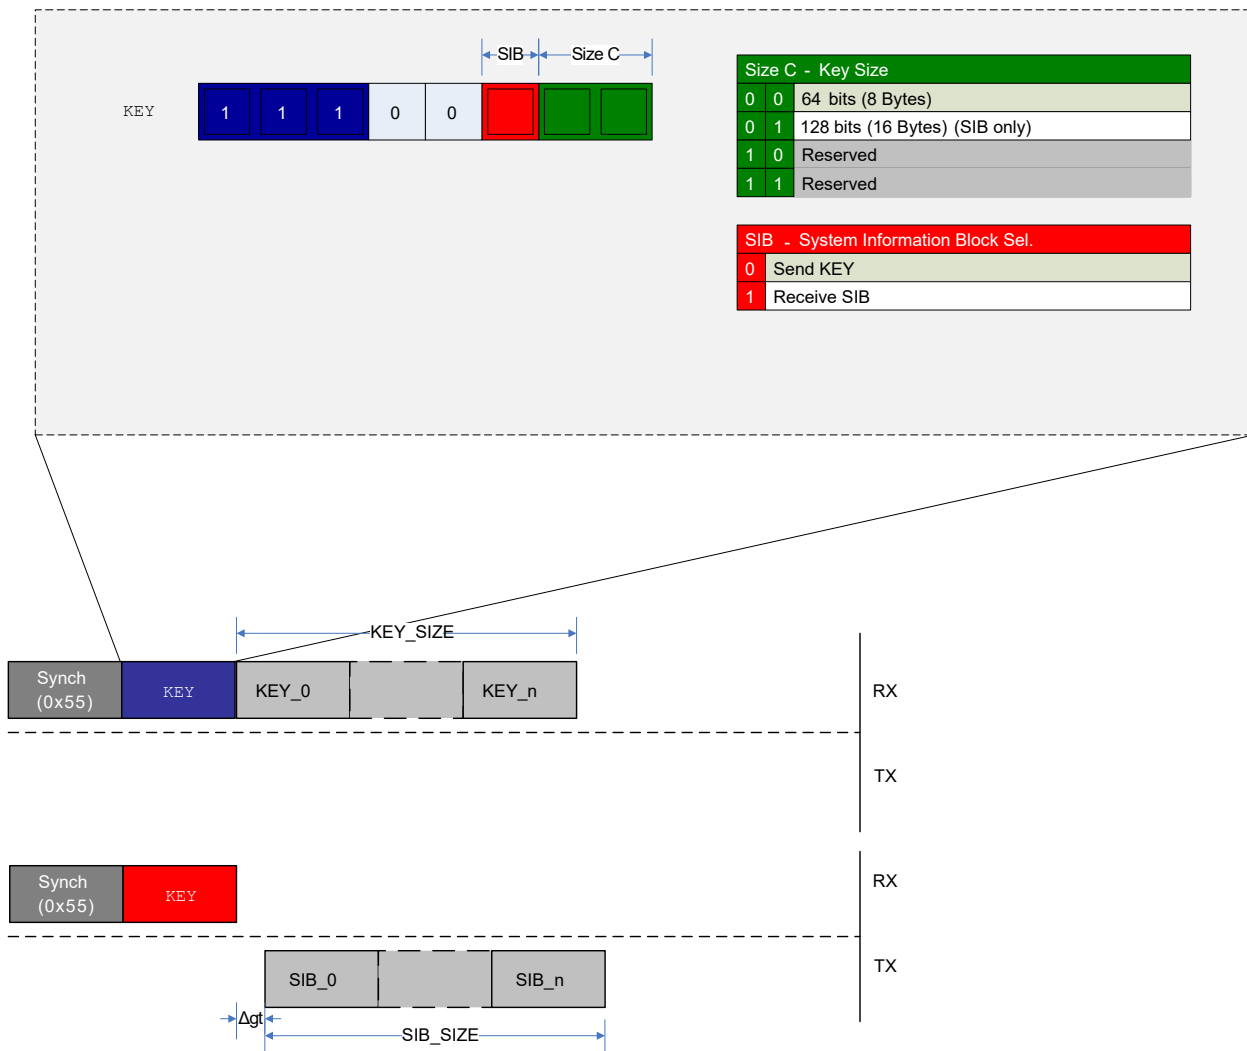 SIB Size C
KEY 1 1 1 0 0
Size C - Key Size
0 0 64 bits (8 Bytes)
0 1 128 bits (16 Bytes) (SIB only)
1 0 Reserved
1 1 Reserved
SIB - System Information Block Sel.
0 Send KEY
1 Receive SIB
KEY_SIZE
Synch
(0x55)
KEY
KEY_0
KEY_n
RX
TX
Synch
(0x55)
KEY
RX
SIB_0
SIB_n
TX
Δgt
SIB_SIZE